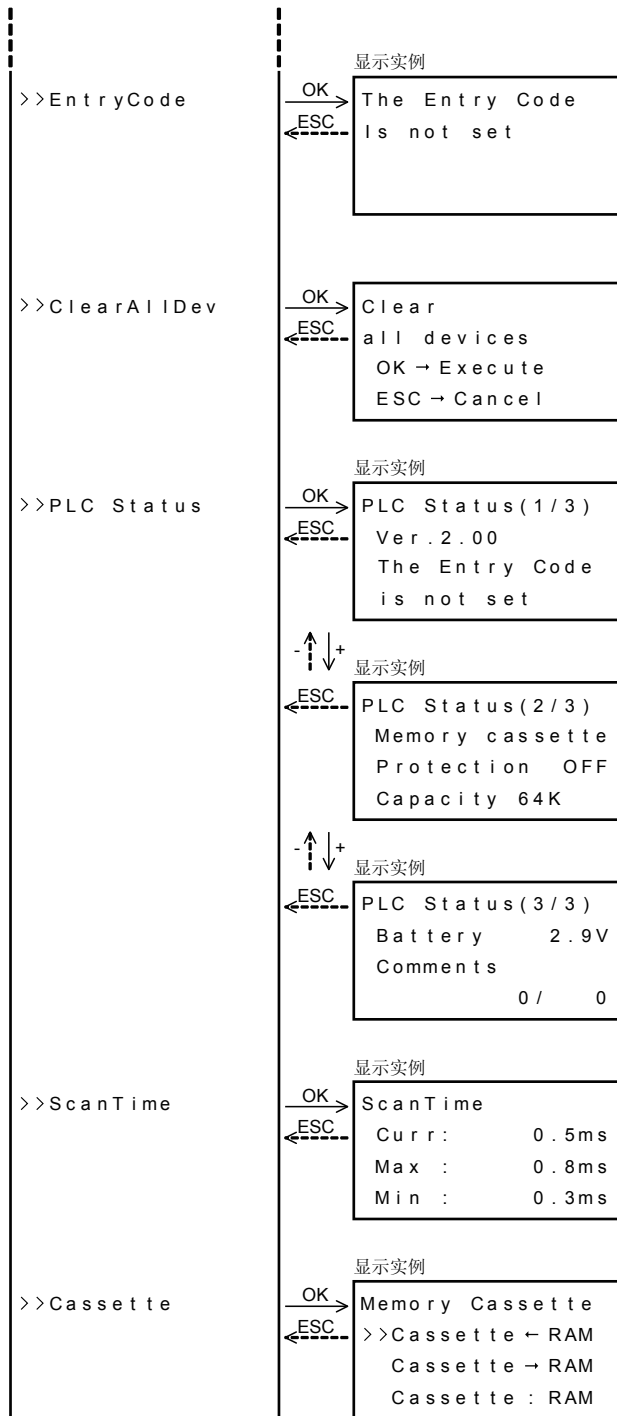 显示实例
>>EntryCode
OK
ESC
The Entry Code
Is not set
>>ClearAllDev
OK
ESC
Clear
all devices
OK → Execute
ESC → Cancel
显示实例
>>PLC Status
OK
ESC
PLC Status(1/3)
Ver.2.00
The Entry Code
is not set
- +
显示实例
ESC
PLC Status(2/3)
Memory cassette
Protection OFF
Capacity 64K
- +
显示实例
ESC
PLC Status(3/3)
Battery 2.9V
Comments
0/ 0
显示实例
>>ScanTime
OK
ESC
ScanTime
Curr: 0.5ms
Max : 0.8ms
Min : 0.3ms
显示实例
>>Cassette
OK
ESC
Memory Cassette
>>Cassette ← RAM
Cassette → RAM
Cassette : RAM